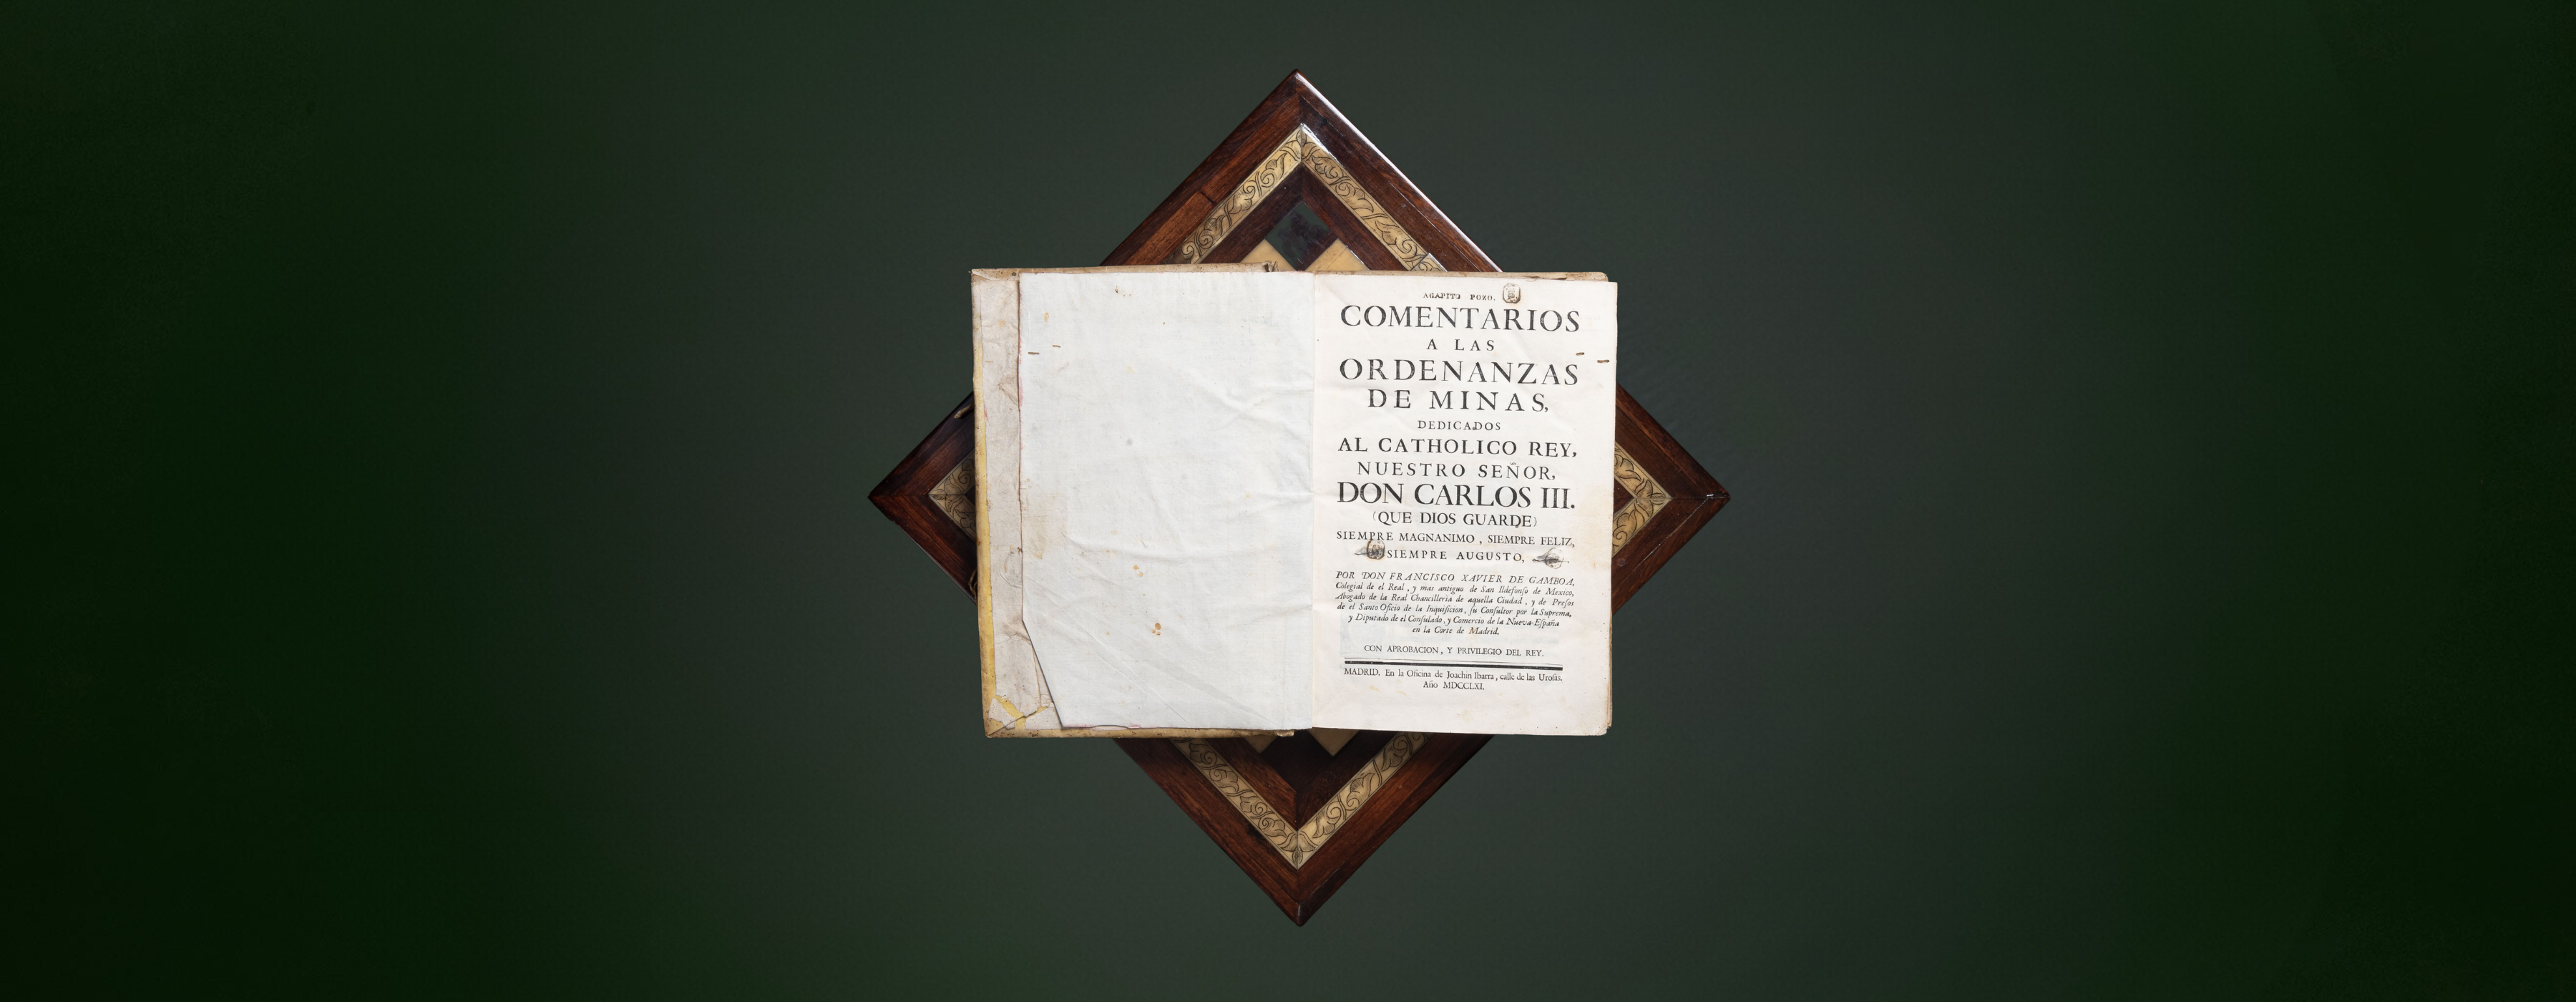 AGAPITO POZO.
COMENTARIOS
A LAS
ORDENANZAS
DE MINAS,
DEDICADOS
AL CATHOLICO REY,
NUESTRO SEÑOR,
DON CARLOS III.
(QUE DIOS GUARDE)
SIEMPRE MAGNANIMO, SIEMPRE FELIZ,
SIEMPRE AUGUSTO,
POR DON FRANCISCO XAVIER DE GAMBOA,
Colegial de el Real, y mas antiguo de San Ildefonſo de Mexico,
Abogado de la Real Chancilleria de aquella Ciudad, y de Preſos
de el Santo Oficio de la Inquiſicion, ſu Conſultor por la Suprema,
y Diputado de el Conſulado, y Comercio de la Nueva-Eſpaña
en la Corte de Madrid.
CON APROBACION, Y PRIVILEGIO DEL REY.
MADRID. En la Oficina de Joachin Ibarra, calle de las Uroſas.
Año MDCCLXI.